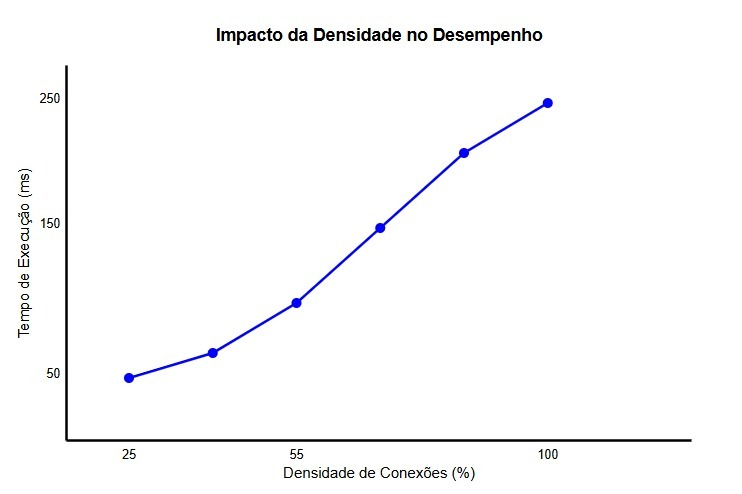 Impacto da Densidade no Desempenho
250
150
50
Tempo de Execução (ms)
25
55
100
Densidade de Conexões (%)